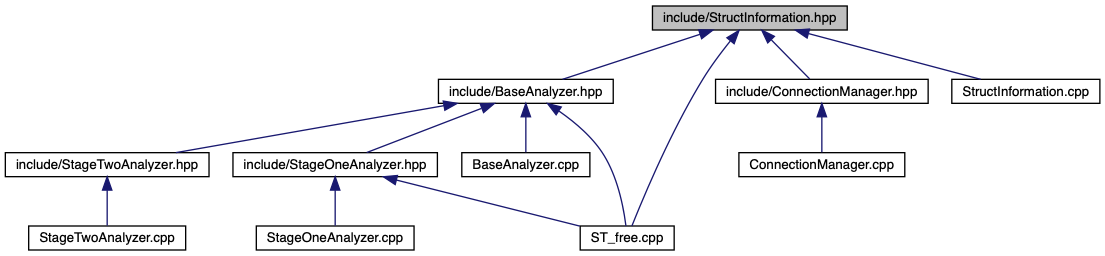 include/StructInformation.hpp
include/BaseAnalyzer.hpp
include/ConnectionManager.hpp
StructInformation.cpp
include/StageTwoAnalyzer.hpp
include/StageOneAnalyzer.hpp
BaseAnalyzer.cpp
ConnectionManager.cpp
StageTwoAnalyzer.cpp
StageOneAnalyzer.cpp
ST_free.cpp